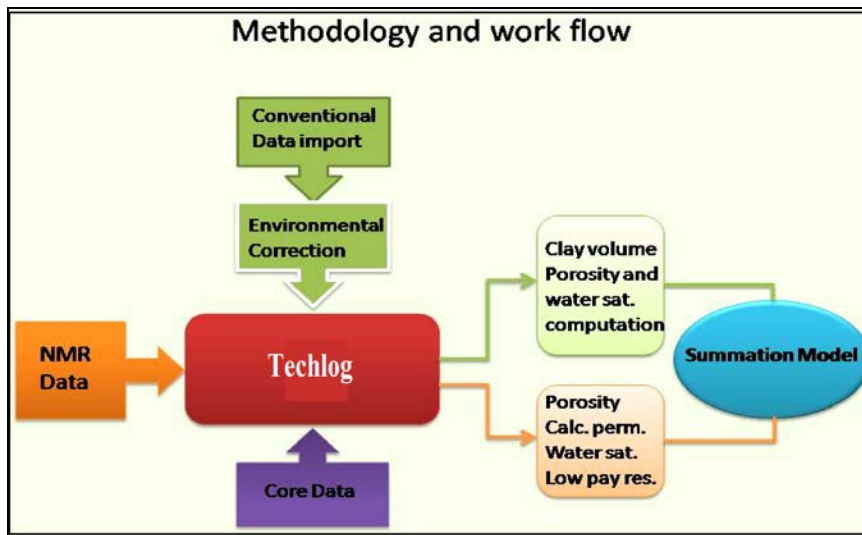 Methodology and work flow
Conventional
Data import
Environmental
Correction
NMR
Data
Techlog
Core Data
Clay volume
Porosity and
water sat.
computation
Porosity
Calc. perm.
Water sat.
Low pay res.
Summation Model